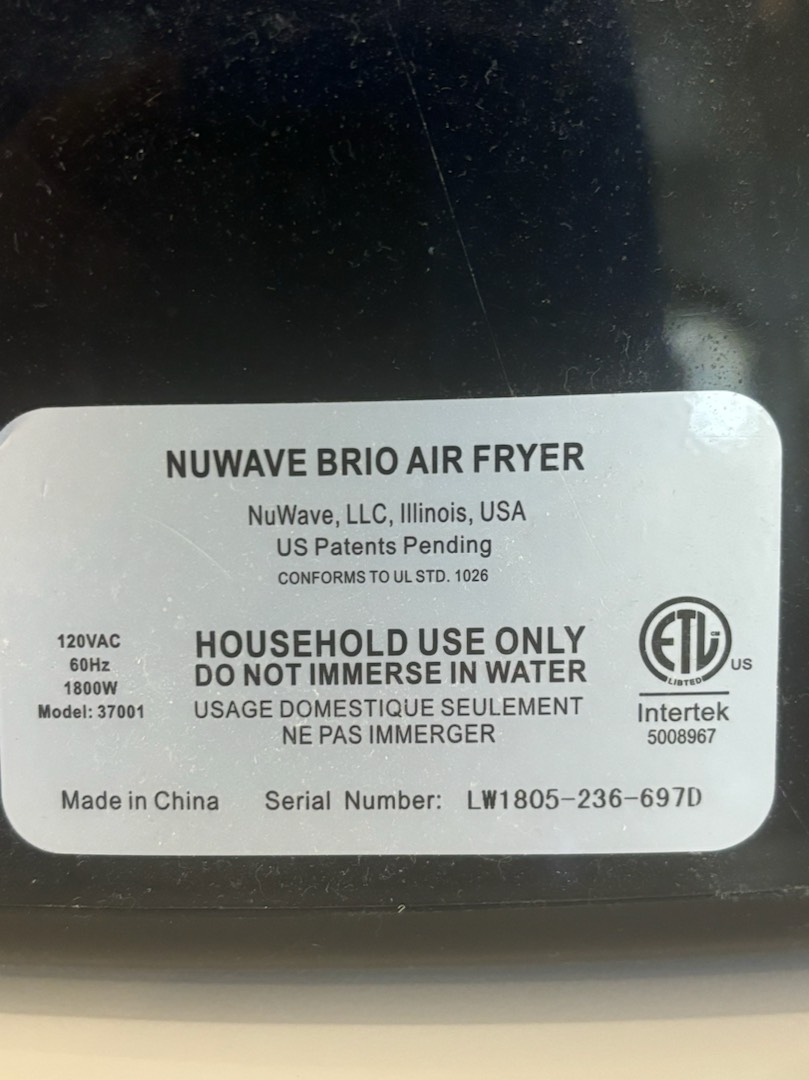 NUWAVE BRIO AIR FRYER
NuWave, LLC, Illinois, USA
US Patents Pending
CONFORMS TO UL STD. 1026
120VAC
60Hz
1800W
Model: 37001
HOUSEHOLD USE ONLY
DO NOT IMMERSE IN WATER
USAGE DOMESTIQUE SEULEMENT
NE PAS IMMERGER
ETL
LISTED
US
Intertek
5008967
Made in China Serial Number: LW1805-236-697D